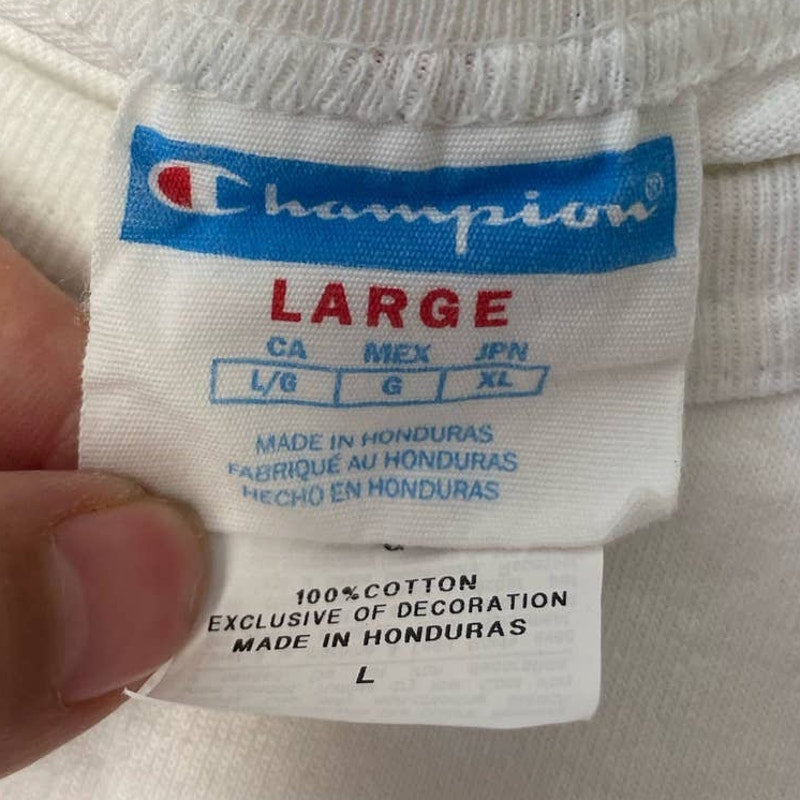 Champion®
LARGE
CA MEX JPN
L/G G XL
MADE IN HONDURAS
FABRIQUÉ AU HONDURAS
HECHO EN HONDURAS
100% COTTON
EXCLUSIVE OF DECORATION
MADE IN HONDURAS
L